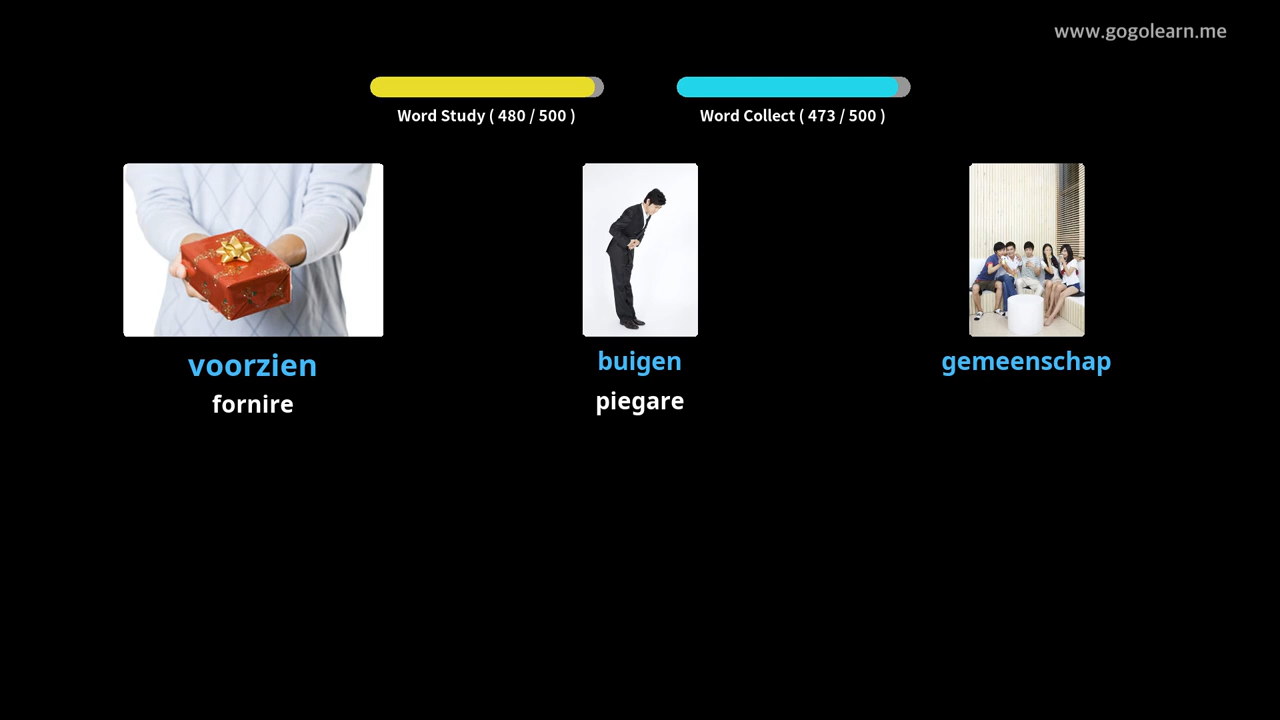 www.gogolearn.me
Word Study ( 480 / 500 )
Word Collect ( 473 / 500 )
voorzien
fornire
buigen
piegare
gemeenschap